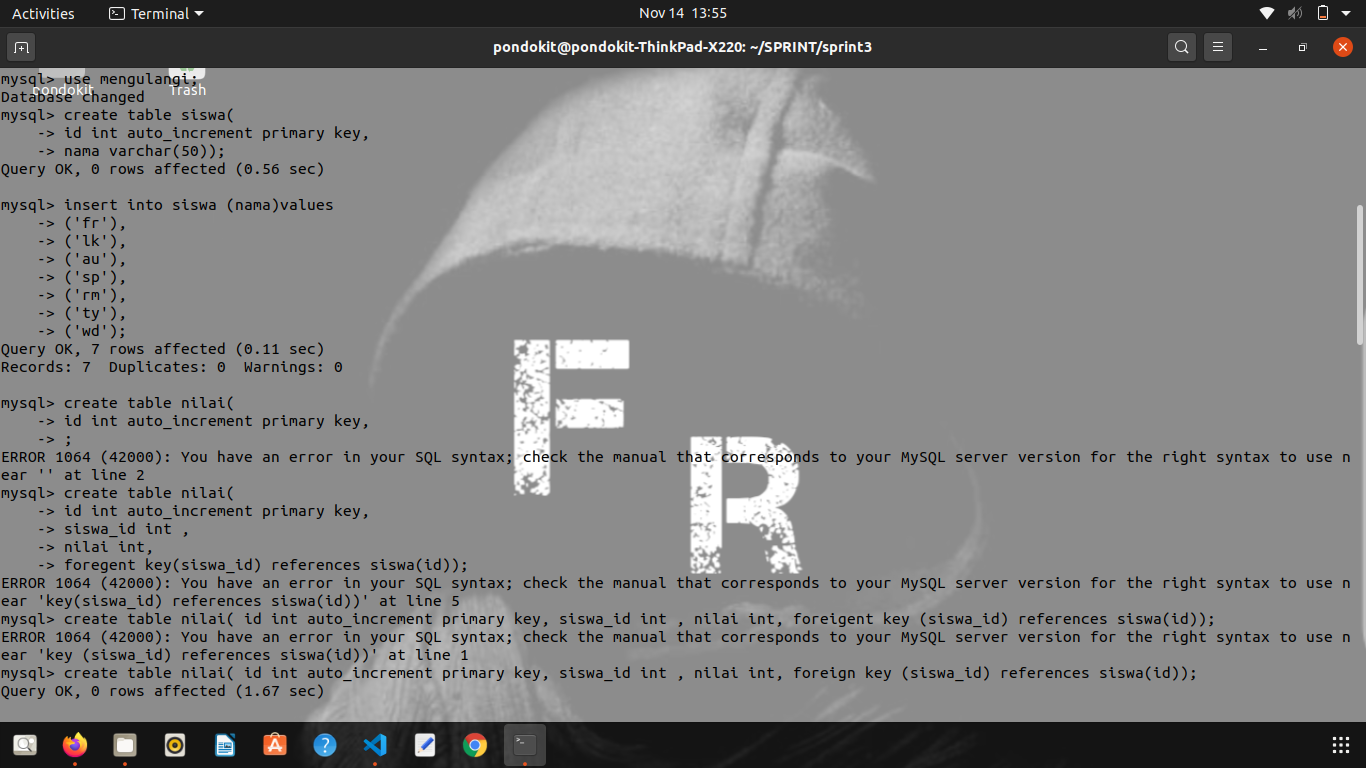 Activities Terminal Nov 14 13:55
pondokit@pondokit-ThinkPad-X220: ~/SPRINT/sprint3
mysql> use mengulangi;
pondokit Trash
Database changed
mysql> create table siswa(
    -> id int auto_increment primary key,
    -> nama varchar(50));
Query OK, 0 rows affected (0.56 sec)
mysql> insert into siswa (nama)values
    -> ('fr'),
    -> ('lk'),
    -> ('au'),
    -> ('sp'),
    -> ('rm'),
    -> ('ty'),
    -> ('wd');
Query OK, 7 rows affected (0.11 sec)
Records: 7  Duplicates: 0  Warnings: 0
mysql> create table nilai(
    -> id int auto_increment primary key,
    -> ;
ERROR 1064 (42000): You have an error in your SQL syntax; check the manual that corresponds to your MySQL server version for the right syntax to use n
ear '' at line 2
mysql> create table nilai(
    -> id int auto_increment primary key,
    -> siswa_id int ,
    -> nilai int,
    -> foregent key(siswa_id) references siswa(id));
ERROR 1064 (42000): You have an error in your SQL syntax; check the manual that corresponds to your MySQL server version for the right syntax to use n
ear 'key(siswa_id) references siswa(id))' at line 5
mysql> create table nilai( id int auto_increment primary key, siswa_id int , nilai int, foreigent key (siswa_id) references siswa(id));
ERROR 1064 (42000): You have an error in your SQL syntax; check the manual that corresponds to your MySQL server version for the right syntax to use n
ear 'key (siswa_id) references siswa(id))' at line 1
mysql> create table nilai( id int auto_increment primary key, siswa_id int , nilai int, foreign key (siswa_id) references siswa(id));
Query OK, 0 rows affected (1.67 sec)
F
R